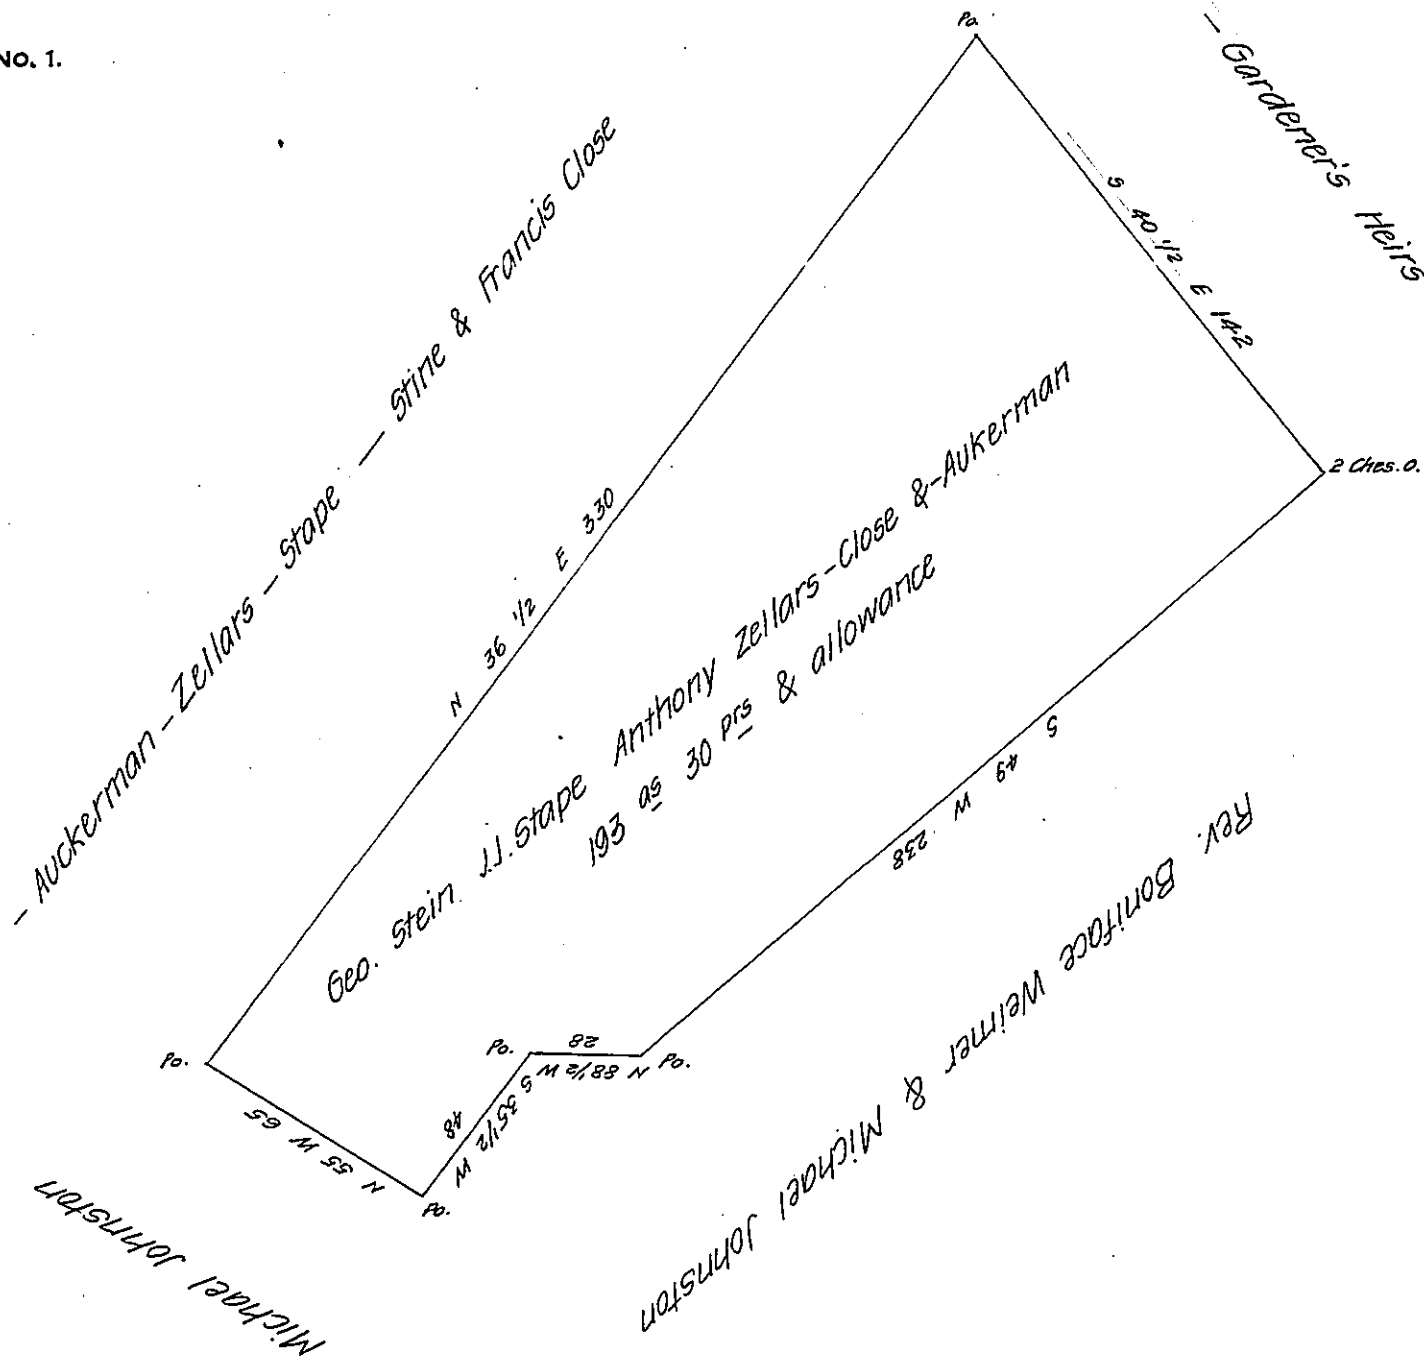 NO. 1.
Po.
— Gardener's Heirs
S 40 1/2 E 142
— Auckerman — Zellars — Stape — Stine & Francis Close
2 Ches. O.
N 36 1/2 E 330
Geo. Stein J.J. Stape Anthony Zellars - Close & - Aukerman
193 as 30 prs & allowance
S 49 W 238
Rev. Boniface Weimer & Michael Johnston
Po.
N 88 1/2 W 28
Po.
S 35 1/2 W 48
Po.
N 55 W 65
Po.
Michael Johnston